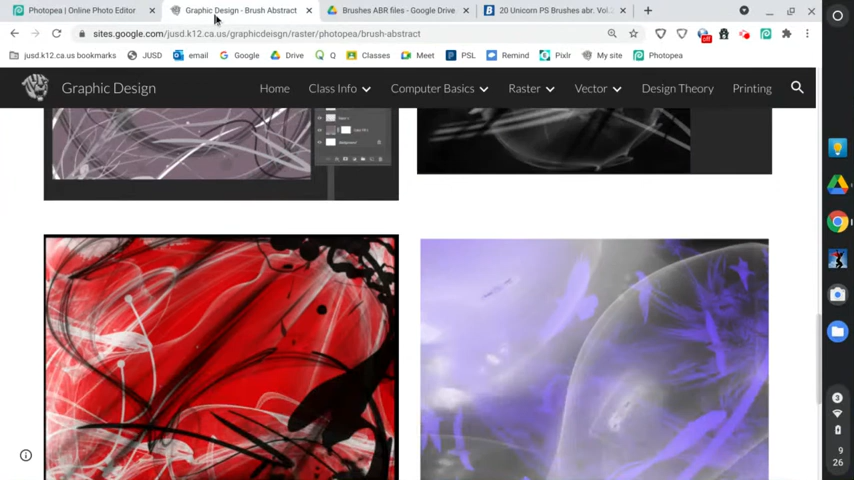 Photopea | Online Photo Editor
Graphic Design - Brush Abstract
Brushes ABR files - Google Drive
20 Unicorn PS Brushes abr. Vol.
sites.google.com/jusd.k12.ca.us/graphicdeisgn/raster/photopea/brush-abstract
off
jusd.k12.ca.us bookmarks
JUSD
email
Google
Drive
Q
Classes
Meet
PSL
Remind
Pixlr
My site
Photopea
Graphic Design
Home
Class Info
Computer Basics
Raster
Vector
Design Theory
Printing
3
9
26